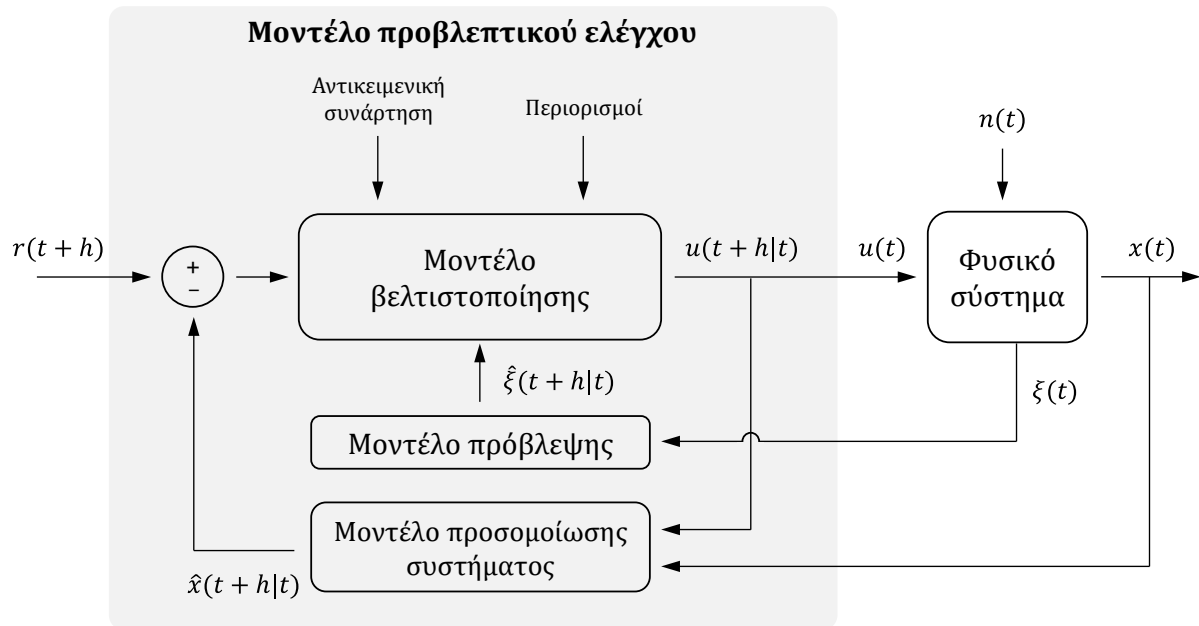 Μοντέλο προβλεπτικού ελέγχου
Αντικειμενική
συνάρτηση
Περιορισμοί
n(t)
r(t + h)
+
−
Μοντέλο
βελτιστοποίησης
u(t + h|t)
u(t)
Φυσικό
σύστημα
x(t)
ξ̂(t + h|t)
ξ(t)
Μοντέλο πρόβλεψης
Μοντέλο προσομοίωσης
συστήματος
x̂(t + h|t)